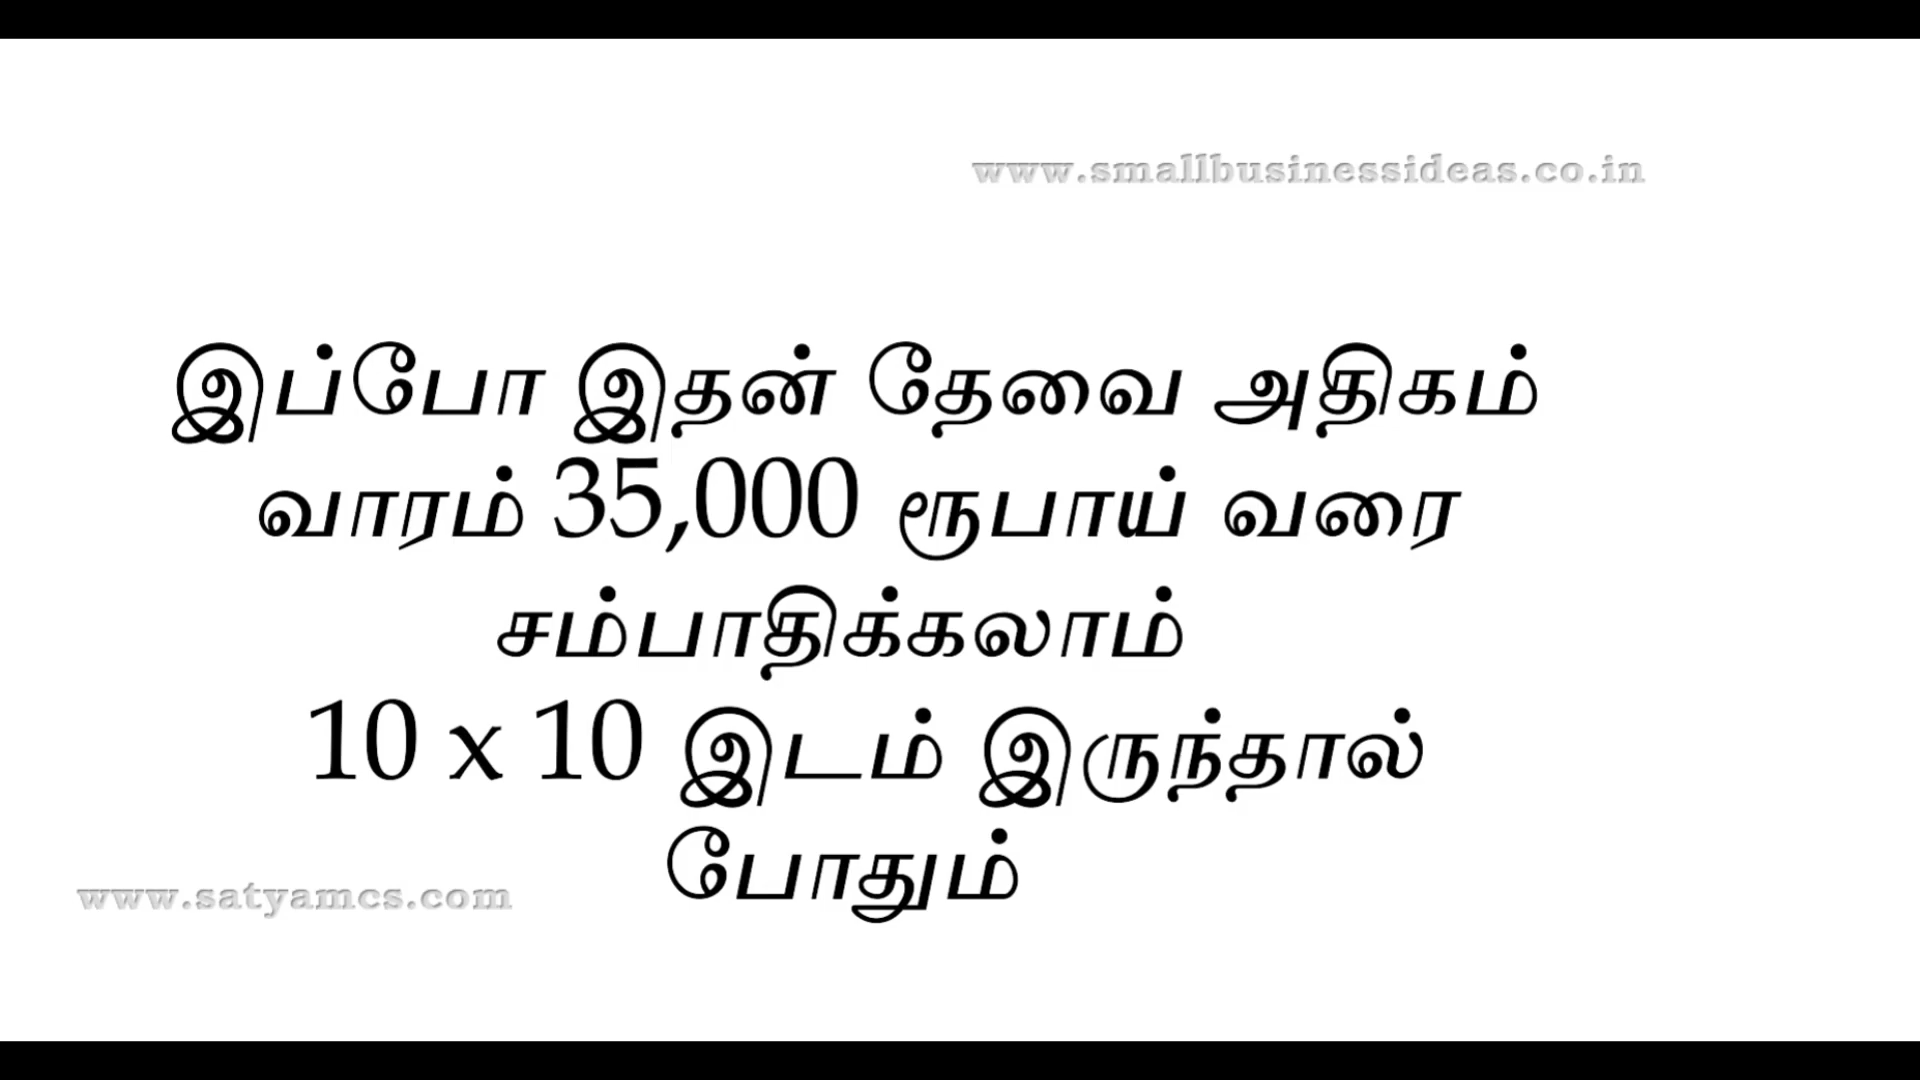 www.smallbusinessideas.co.in
இப்போ இதன் தேவை அதிகம்
வாரம் 35,000 ரூபாய் வரை
சம்பாதிக்கலாம்
10 x 10 இடம் இருந்தால்
போதும்
www.satyamcs.com